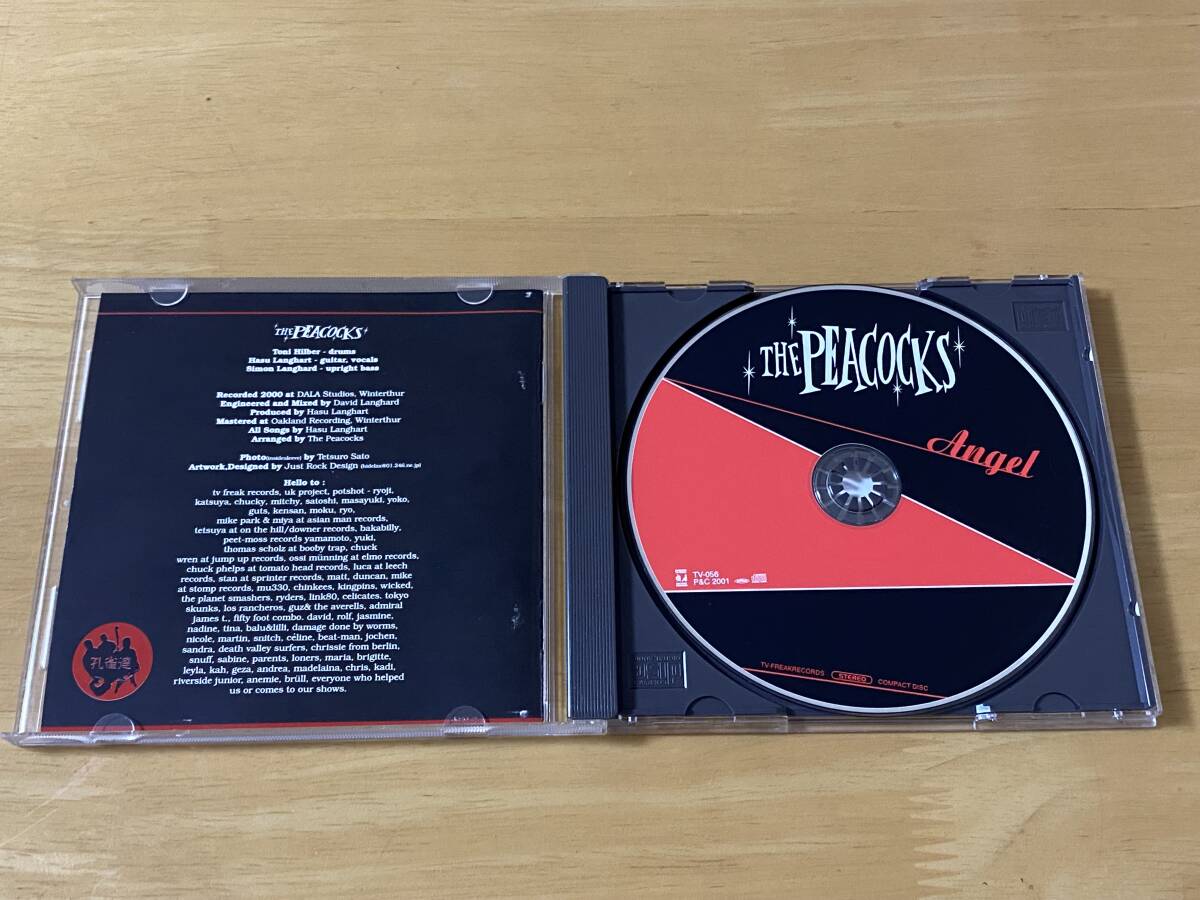 THE PEACOCKS
Toni Hilber - drums
Hasu Langhart - guitar, vocals
Simon Langhard - upright bass
Recorded 2000 at DALA Studios, Winterthur
Engineered and Mixed by David Langhard
Produced by Hasu Langhart
Mastered at Oakland Recording, Winterthur
All Songs by Hasu Langhart
Arranged by The Peacocks
Photo(insidesleeve) by Tetsuro Sato
Artwork,Designed by Just Rock Design
Hello to :
tv freak records, uk project, potshot - ryoji,
katsuya, chucky, mitchy, satoshi, masayuki, yoko,
guts, kensan, moku, ryo,
mike park & miya at asian man records,
tetsuya at on the hill/downer records, bakabilly,
peet-moss records yamamoto, yuki,
thomas scholz at booby trap, chuck
wren at jump up records, ossi münning at elmo records,
chuck phelps at tomato head records, luca at leech
records, stan at sprinter records, matt, duncan, mike
at stomp records, mu330, chinkees, kingpins, wicked,
the planet smashers, ryders, link80, celicates, tokyo
skunks, los rancheros, guz& the averells, admiral
james t., fifty foot combo. david, rolf, jasmine,
nadine, tina, balu&lilli, damage done by worms,
nicole, martin, snitch, céline, beat-man, jochen,
sandra, death valley surfers, chrissie from berlin,
snuff, sabine, parents, loners, maria, brigitte,
leyla, kah, geza, andrea, madelaina, chris, kadi,
riverside junior, anemie, brüll, everyone who helped
us or comes to our shows.
孔雀達
THE PEACOCKS
Angel
TV-056
P&C 2001
TV-FREAKRECORDS STEREO COMPACT DISC